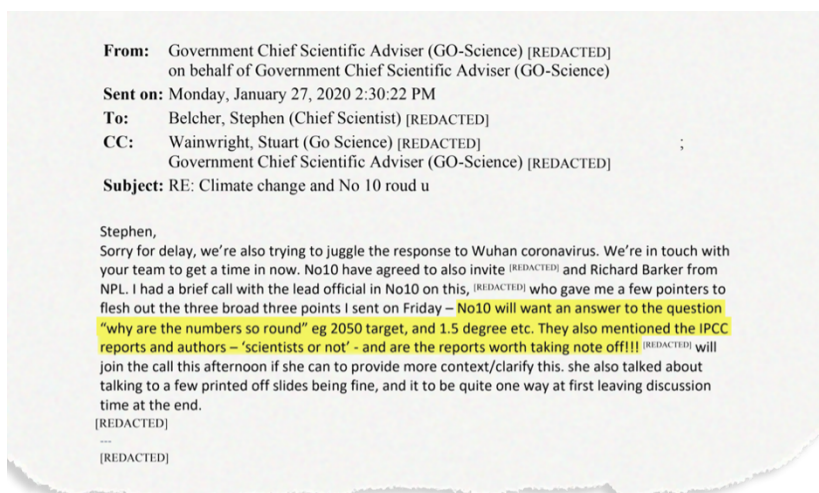 From: Government Chief Scientific Adviser (GO-Science) [REDACTED]
on behalf of Government Chief Scientific Adviser (GO-Science)
Sent on: Monday, January 27, 2020 2:30:22 PM
To: Belcher, Stephen (Chief Scientist) [REDACTED]
CC: Wainwright, Stuart (Go Science) [REDACTED] ;
Government Chief Scientific Adviser (GO-Science) [REDACTED]
Subject: RE: Climate change and No 10 roud u
Stephen,
Sorry for delay, we're also trying to juggle the response to Wuhan coronavirus. We're in touch with
your team to get a time in now. No10 have agreed to also invite [REDACTED] and Richard Barker from
NPL. I had a brief call with the lead official in No10 on this, [REDACTED] who gave me a few pointers to
flesh out the three broad three points I sent on Friday – No10 will want an answer to the question
"why are the numbers so round" eg 2050 target, and 1.5 degree etc. They also mentioned the IPCC
reports and authors – 'scientists or not' - and are the reports worth taking note off!!! [REDACTED] will
join the call this afternoon if she can to provide more context/clarify this. she also talked about
talking to a few printed off slides being fine, and it to be quite one way at first leaving discussion
time at the end.
[REDACTED]
---
[REDACTED]